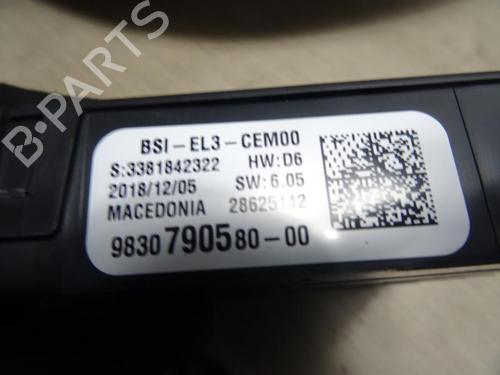 BSI-EL3-CEM00
S:3381842322 HW:D6
2018/12/05 SW:6.05
MACEDONIA 28625142
9830790580-00
B-PARTS